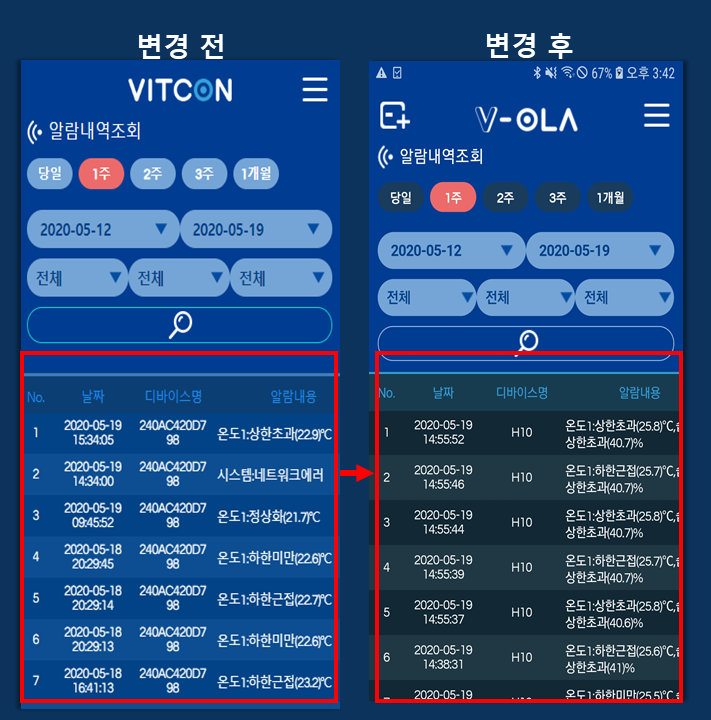 변경 전
VITCON
알람내역조회
당일 1주 2주 3주 1개월
2020-05-12 ▼ 2020-05-19 ▼
전체 ▼ 전체 ▼ 전체 ▼
No. 날짜 디바이스명 알람내용
1 2020-05-19 15:34:05 240AC420D798 온도1:상한초과(22.9)℃
2 2020-05-19 14:34:00 240AC420D798 시스템:네트워크에러
3 2020-05-19 09:45:52 240AC420D798 온도1:정상화(21.7)℃
4 2020-05-18 20:29:45 240AC420D798 온도1:하한미만(22.6)℃
5 2020-05-18 20:29:14 240AC420D798 온도1:하한근접(22.7)℃
6 2020-05-18 20:29:13 240AC420D798 온도1:하한미만(22.6)℃
7 2020-05-18 16:41:13 240AC420D798 온도1:하한근접(23.2)℃
변경 후
67% 오후 3:42
V-OLA
알람내역조회
당일 1주 2주 3주 1개월
2020-05-12 ▼ 2020-05-19 ▼
전체 ▼ 전체 ▼ 전체 ▼
No. 날짜 디바이스명 알람내용
1 2020-05-19 14:55:52 H10 온도1:상한초과(25.8)℃, 상한초과(40.7)%
2 2020-05-19 14:55:46 H10 온도1:하한근접(25.7)℃, 상한초과(40.7)%
3 2020-05-19 14:55:44 H10 온도1:상한초과(25.8)℃, 상한초과(40.7)%
4 2020-05-19 14:55:39 H10 온도1:하한근접(25.7)℃, 상한초과(40.7)%
5 2020-05-19 14:55:37 H10 온도1:상한초과(25.8)℃, 상한초과(40.6)%
6 2020-05-19 14:38:31 H10 온도1:하한근접(25.6)℃, 상한초과(41)%
2020-05-19 온도1:하한미만(25.5)℃,